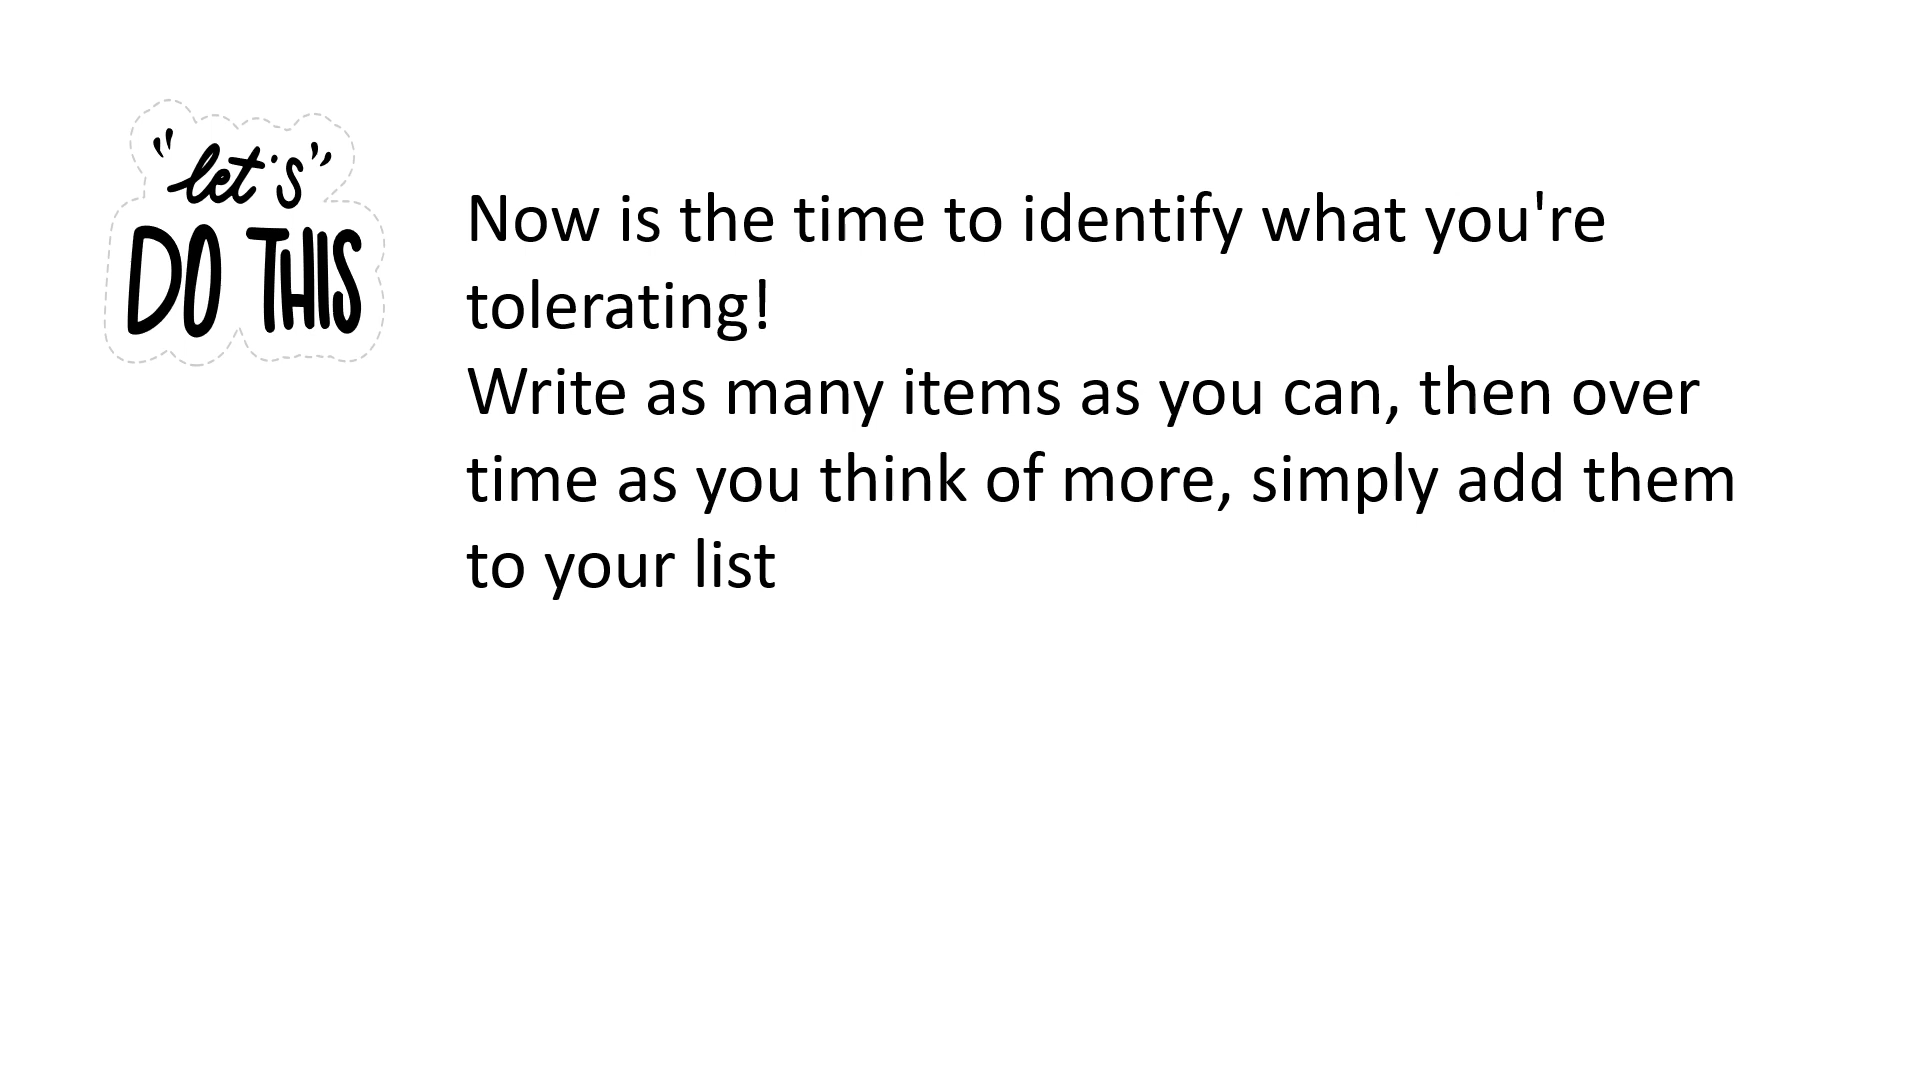 "let's"
DO THIS
Now is the time to identify what you're
tolerating!
Write as many items as you can, then over
time as you think of more, simply add them
to your list